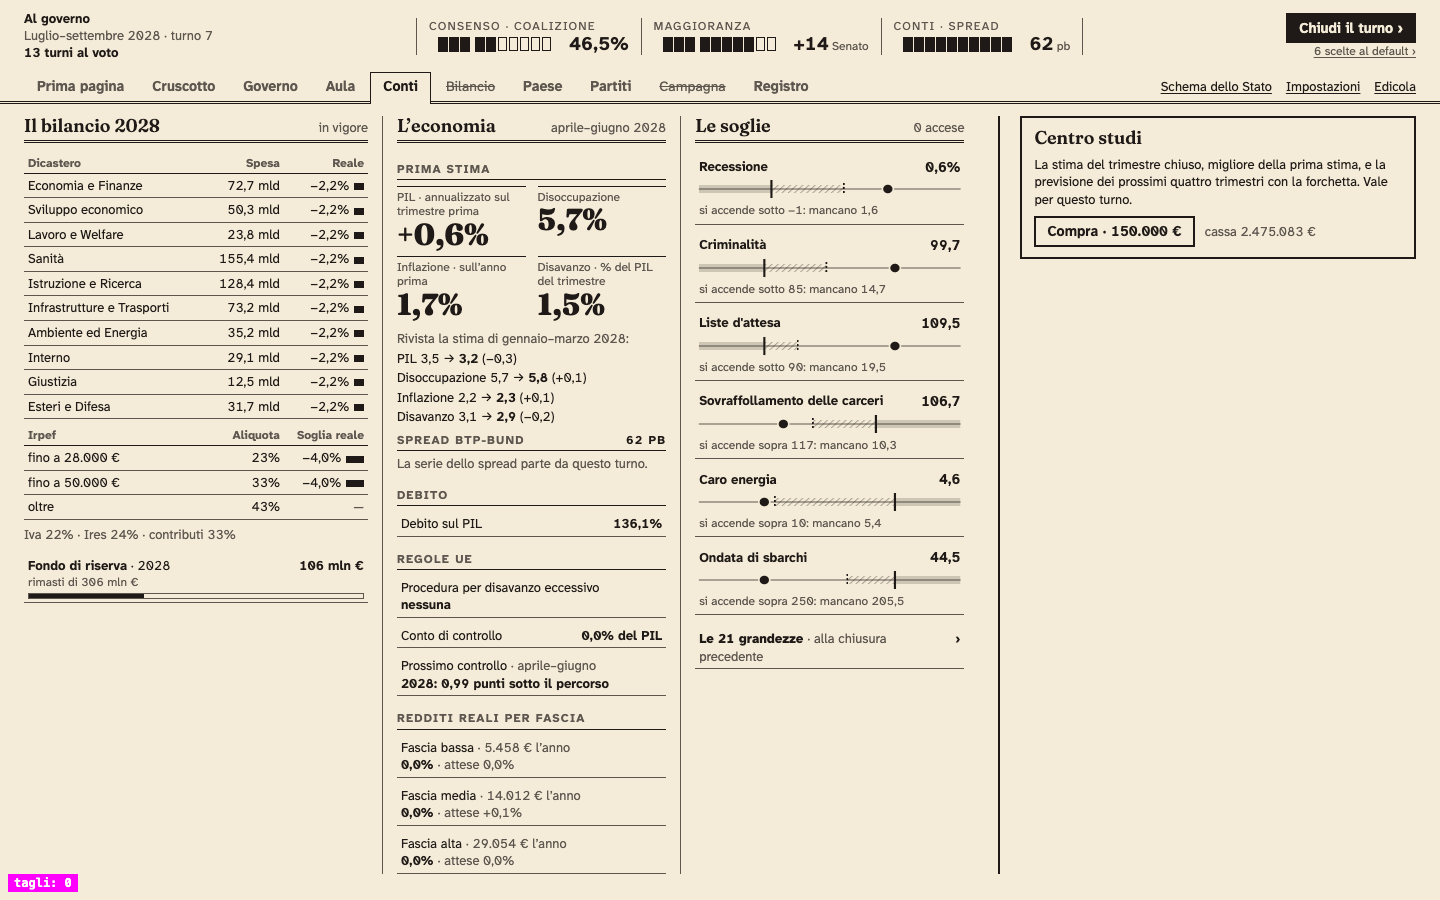 Al governo
Luglio–settembre 2028 · turno 7
13 turni al voto
CONSENSO · COALIZIONE
46,5%
MAGGIORANZA
+14 Senato
CONTI · SPREAD
62 pb
Chiudi il turno ›
6 scelte al default ›
Prima pagina
Cruscotto
Governo
Aula
Conti
Bilancio
Paese
Partiti
Campagna
Registro
Schema dello Stato
Impostazioni
Edicola
Il bilancio 2028
in vigore
Dicastero Spesa Reale
Economia e Finanze 72,7 mld −2,2%
Sviluppo economico 50,3 mld −2,2%
Lavoro e Welfare 23,8 mld −2,2%
Sanità 155,4 mld −2,2%
Istruzione e Ricerca 128,4 mld −2,2%
Infrastrutture e Trasporti 73,2 mld −2,2%
Ambiente ed Energia 35,2 mld −2,2%
Interno 29,1 mld −2,2%
Giustizia 12,5 mld −2,2%
Esteri e Difesa 31,7 mld −2,2%
Irpef Aliquota Soglia reale
fino a 28.000 € 23% −4,0%
fino a 50.000 € 33% −4,0%
oltre 43% —
Iva 22% · Ires 24% · contributi 33%
Fondo di riserva · 2028 106 mln €
rimasti di 306 mln €
L’economia
aprile–giugno 2028
PRIMA STIMA
PIL · annualizzato sul
trimestre prima
+0,6%
Disoccupazione
5,7%
Inflazione · sull’anno
prima
1,7%
Disavanzo · % del PIL
del trimestre
1,5%
Rivista la stima di gennaio–marzo 2028:
PIL 3,5 → 3,2 (−0,3)
Disoccupazione 5,7 → 5,8 (+0,1)
Inflazione 2,2 → 2,3 (+0,1)
Disavanzo 3,1 → 2,9 (−0,2)
SPREAD BTP-BUND 62 PB
La serie dello spread parte da questo turno.
DEBITO
Debito sul PIL 136,1%
REGOLE UE
Procedura per disavanzo eccessivo
nessuna
Conto di controllo 0,0% del PIL
Prossimo controllo · aprile–giugno
2028: 0,99 punti sotto il percorso
REDDITI REALI PER FASCIA
Fascia bassa · 5.458 € l’anno
0,0% · attese 0,0%
Fascia media · 14.012 € l’anno
0,0% · attese +0,1%
Fascia alta · 29.054 € l’anno
0,0% · attese 0,0%
Le soglie
0 accese
Recessione 0,6%
si accende sotto −1: mancano 1,6
Criminalità 99,7
si accende sotto 85: mancano 14,7
Liste d'attesa 109,5
si accende sotto 90: mancano 19,5
Sovraffollamento delle carceri 106,7
si accende sopra 117: mancano 10,3
Caro energia 4,6
si accende sopra 10: mancano 5,4
Ondata di sbarchi 44,5
si accende sopra 250: mancano 205,5
Le 21 grandezze · alla chiusura ›
precedente
Centro studi
La stima del trimestre chiuso, migliore della prima stima, e la
previsione dei prossimi quattro trimestri con la forchetta. Vale
per questo turno.
Compra · 150.000 €
cassa 2.475.083 €
tagli: 0